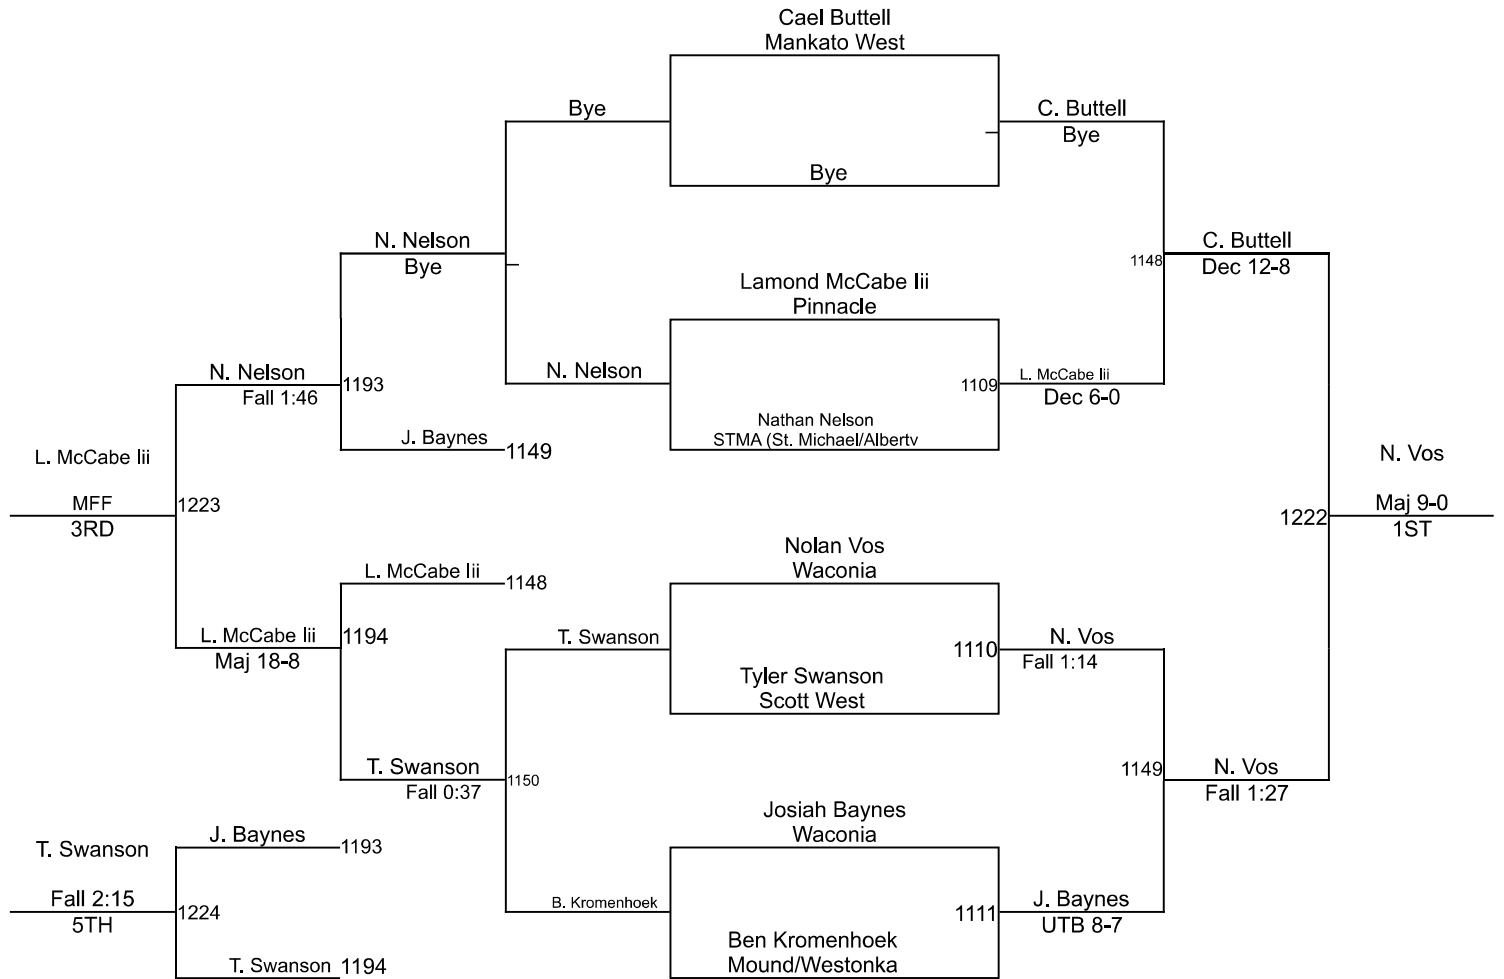 Cael Buttell
Mankato West
Bye
C. Buttell
Bye
Bye
N. Nelson
Bye
1148
C. Buttell
Dec 12-8
Lamond McCabe Iii
Pinnacle
N. Nelson
Fall 1:46
1193
N. Nelson
1109
L. McCabe Iii
Dec 6-0
Nathan Nelson
STMA (St. Michael/Albertv
J. Baynes
1149
L. McCabe Iii
MFF
3RD
1223
N. Vos
Maj 9-0
1ST
1222
Nolan Vos
Waconia
L. McCabe Iii
1148
L. McCabe Iii
Maj 18-8
1194
T. Swanson
1110
N. Vos
Fall 1:14
Tyler Swanson
Scott West
T. Swanson
Fall 0:37
1150
1149
N. Vos
Fall 1:27
Josiah Baynes
Waconia
J. Baynes
1193
T. Swanson
Fall 2:15
5TH
1224
B. Kromenhoek
1111
J. Baynes
UTB 8-7
Ben Kromenhoek
Mound/Westonka
T. Swanson
1194